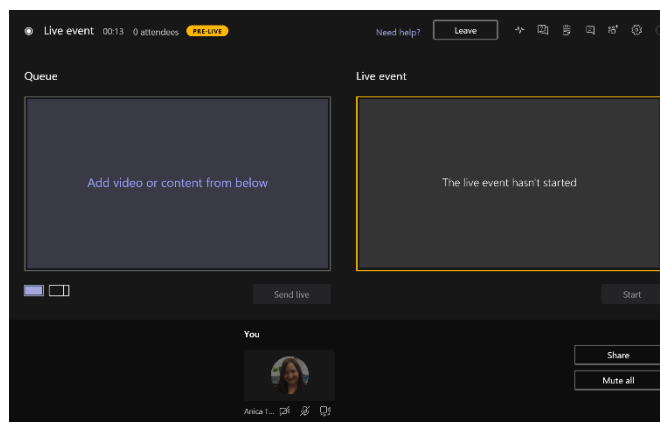 Live event 00:13 0 attendees PRE-LIVE Need help? Leave
Queue Live event
Add video or content from below The live event hasn't started
Send live Start
You
Share
Mute all
Anica T...